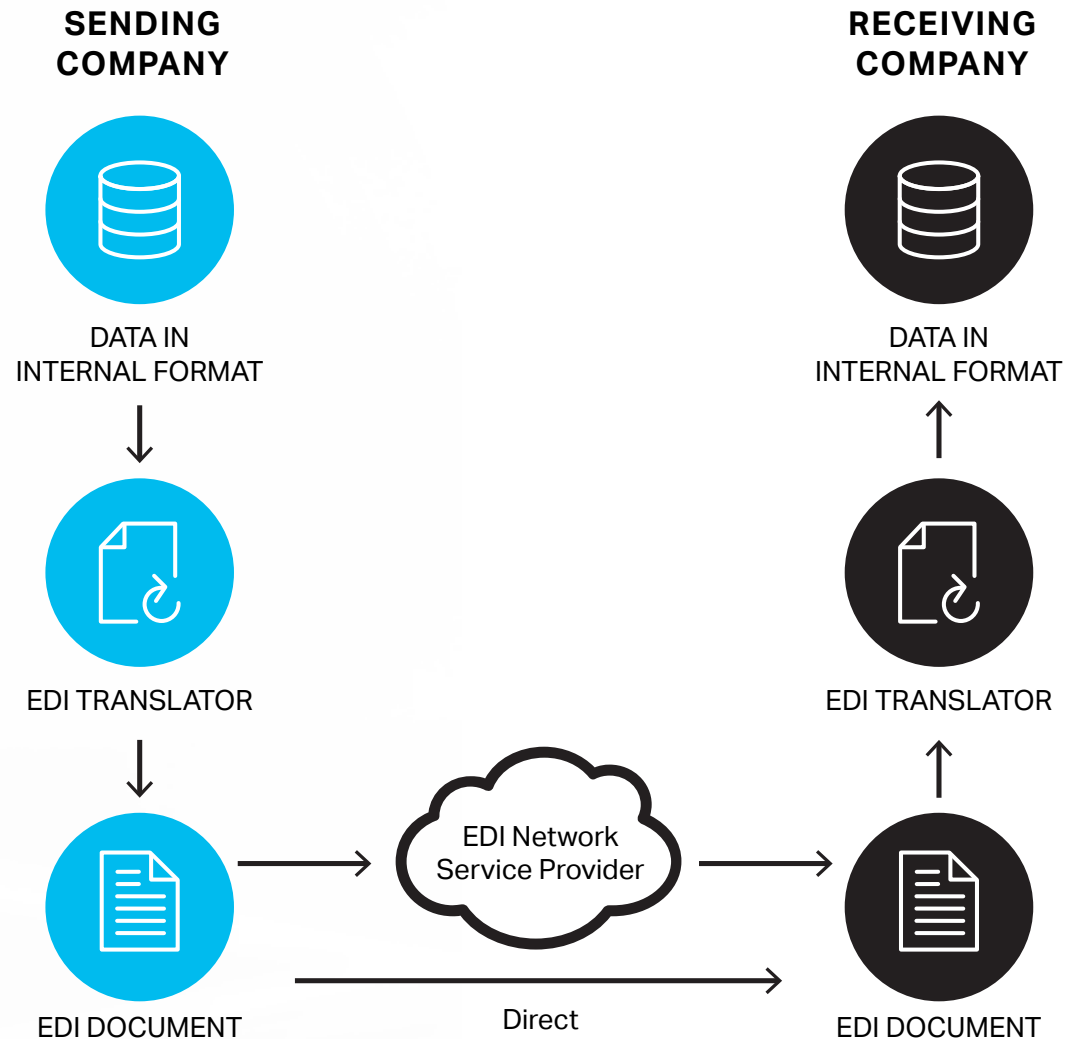 SENDING
COMPANY
RECEIVING
COMPANY
DATA IN
INTERNAL FORMAT
DATA IN
INTERNAL FORMAT
EDI TRANSLATOR
EDI TRANSLATOR
EDI Network
Service Provider
EDI DOCUMENT
Direct
EDI DOCUMENT